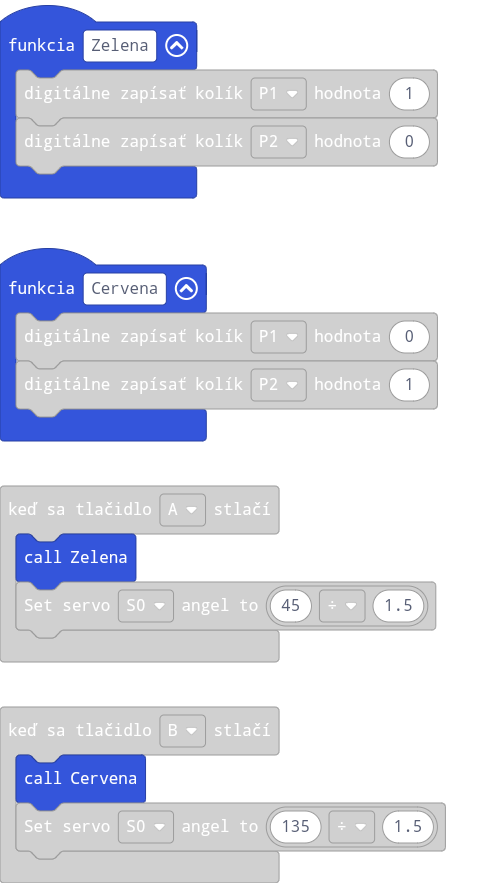 funkcia Zelena
digitálne zapísať kolík P1 hodnota 1
digitálne zapísať kolík P2 hodnota 0
funkcia Cervena
digitálne zapísať kolík P1 hodnota 0
digitálne zapísať kolík P2 hodnota 1
keď sa tlačidlo A stlačí
call Zelena
Set servo S0 angel to 45 ÷ 1.5
keď sa tlačidlo B stlačí
call Cervena
Set servo S0 angel to 135 ÷ 1.5